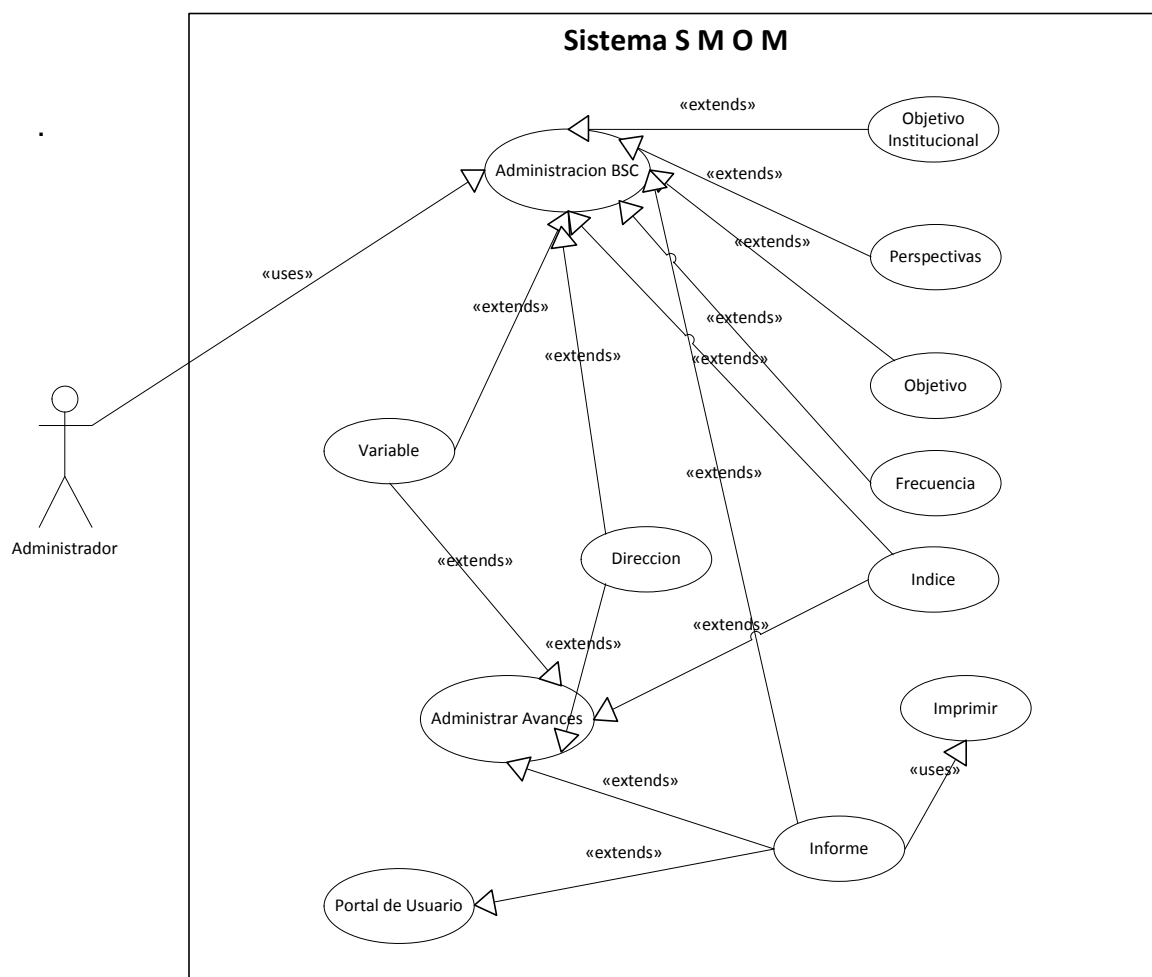 Sistema S M O M
.
«extends»
Objetivo
Institucional
Administracion BSC
«extends»
Perspectivas
«extends»
«uses»
«extends»
«extends»
«extends»
«extends»
Objetivo
Variable
«extends»
Frecuencia
Administrador
«extends»
Direccion
Indice
«extends»
«extends»
Administrar Avances
Imprimir
«uses»
«extends»
Informe
«extends»
Portal de Usuario